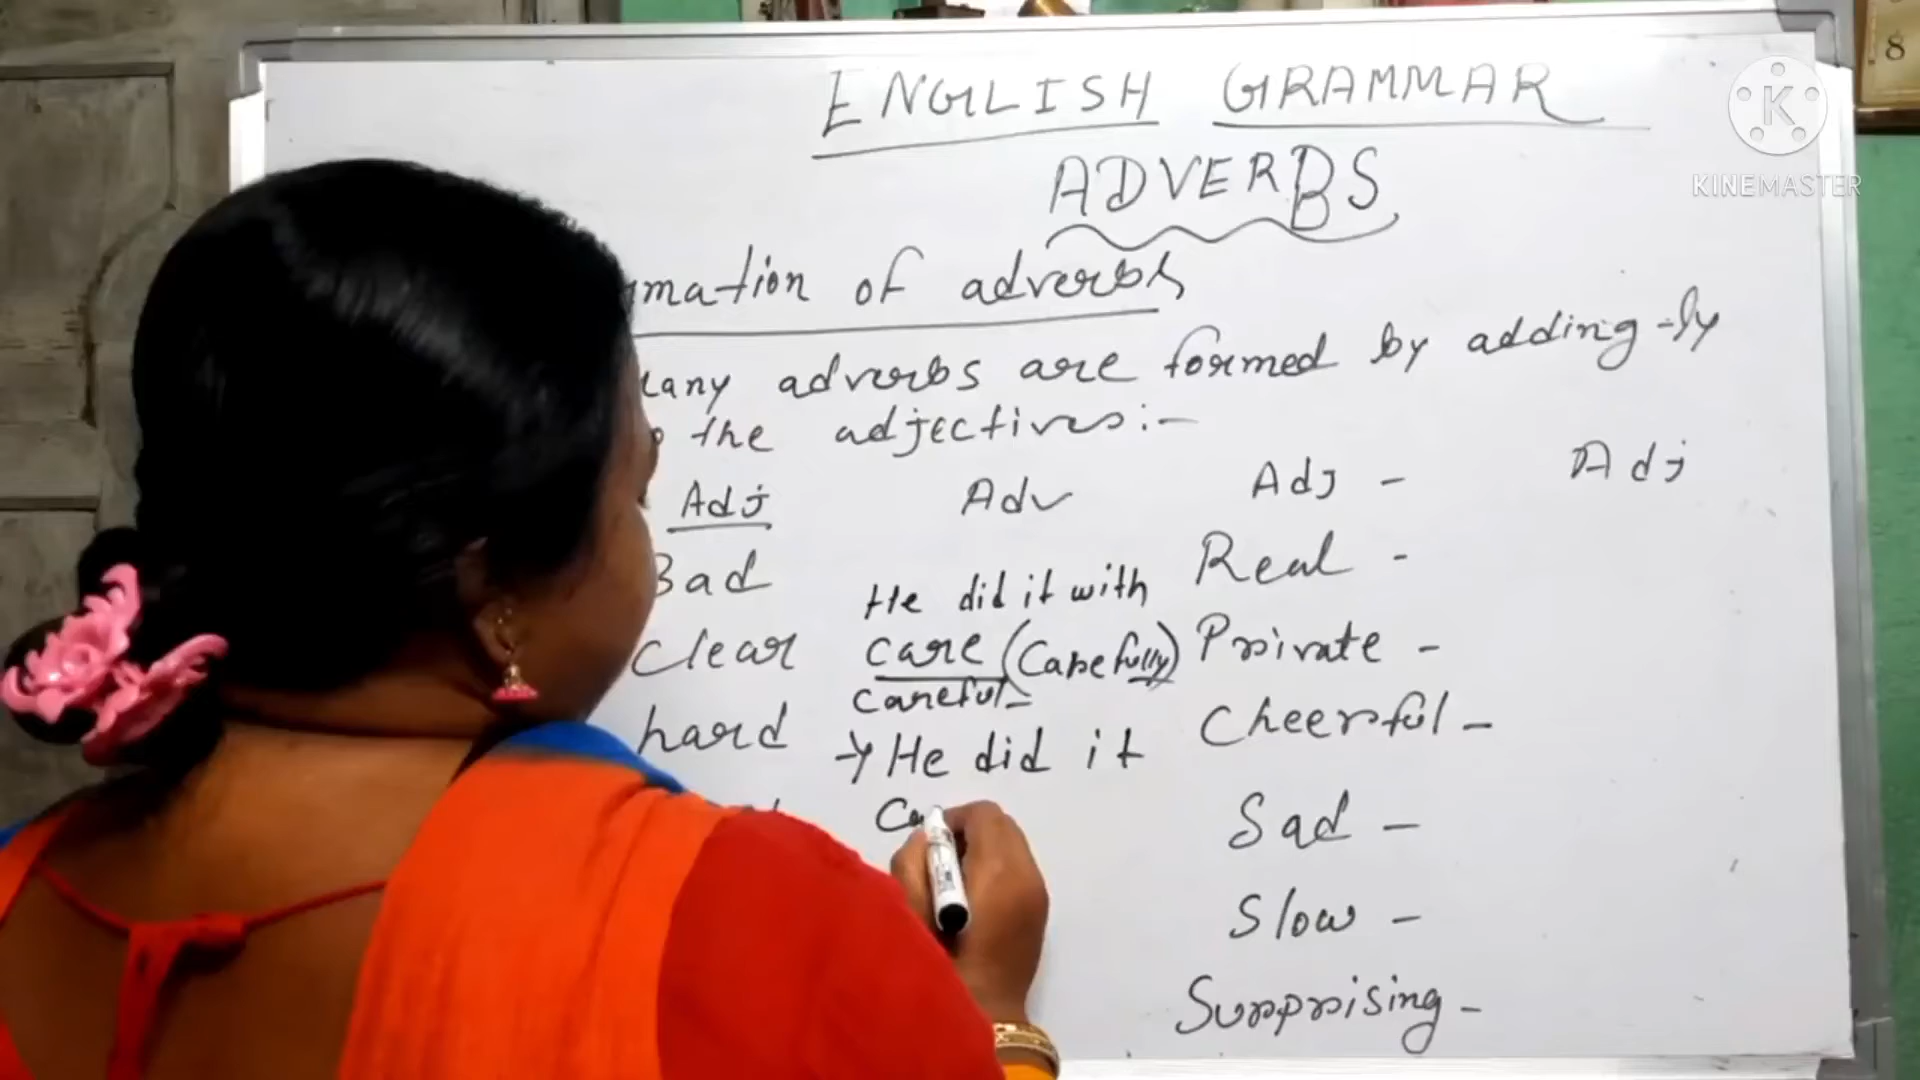 ENGLISH GRAMMAR
ADVERBS
mation of adverbs
any adverbs are formed by adding -ly
the adjectives:-
Adj Adv Adj - Adj
Bad
He did it with
Real -
clear care (Carefully) Private -
Careful
hard → He did it Cheerful -
Ca
Sad -
Slow -
Surprising -
K
KINEMASTER
8